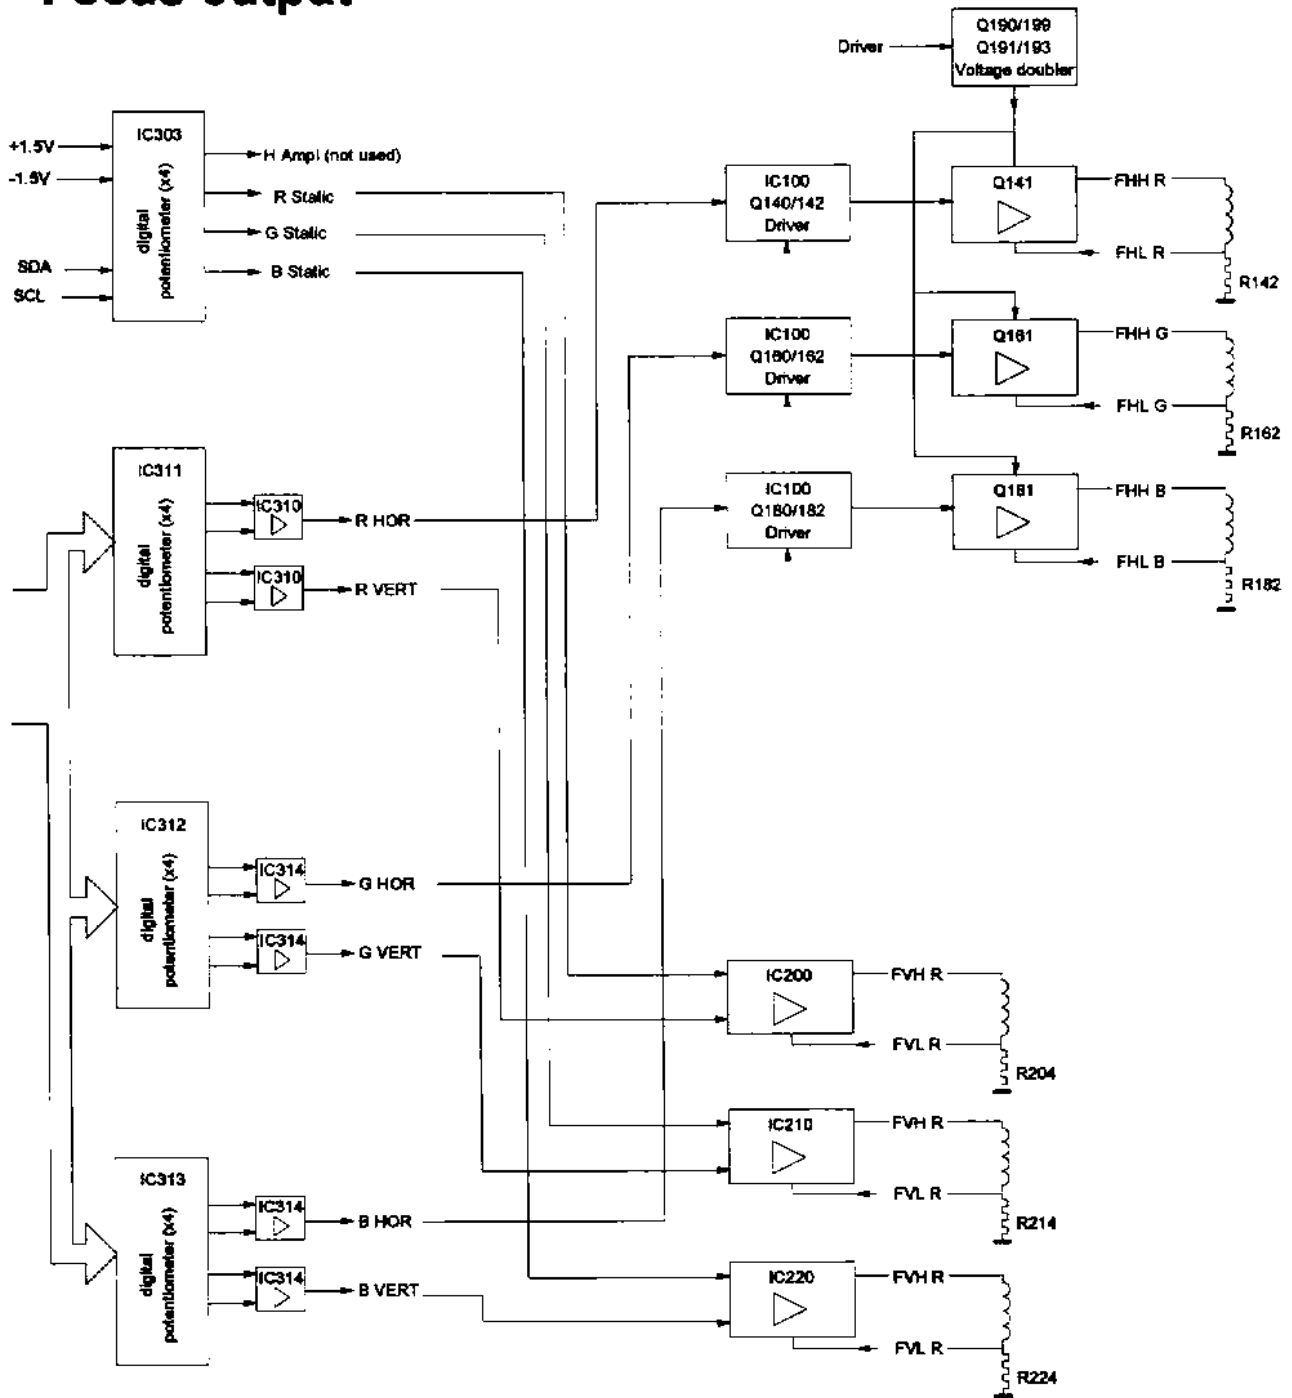 Focus output
Q190/199
Q191/193
Voltage doubler
Driver
IC303
digital
potentiometer (x4)
+1.5V
-1.5V
SDA
SCL
H Ampl (not used)
R Static
G Static
B Static
IC100
Q140/142
Driver
Q141
FHH R
FHL R
R142
IC100
Q160/162
Driver
Q161
FHH G
FHL G
R162
IC100
Q180/182
Driver
Q181
FHH B
FHL B
R182
IC311
digital
potentiometer (x4)
IC310
R HOR
IC310
R VERT
IC312
digital
potentiometer (x4)
IC314
G HOR
IC314
G VERT
IC200
FVH R
FVL R
R204
IC210
FVH R
FVL R
R214
IC313
digital
potentiometer (x4)
IC314
B HOR
IC314
B VERT
IC220
FVH R
FVL R
R224